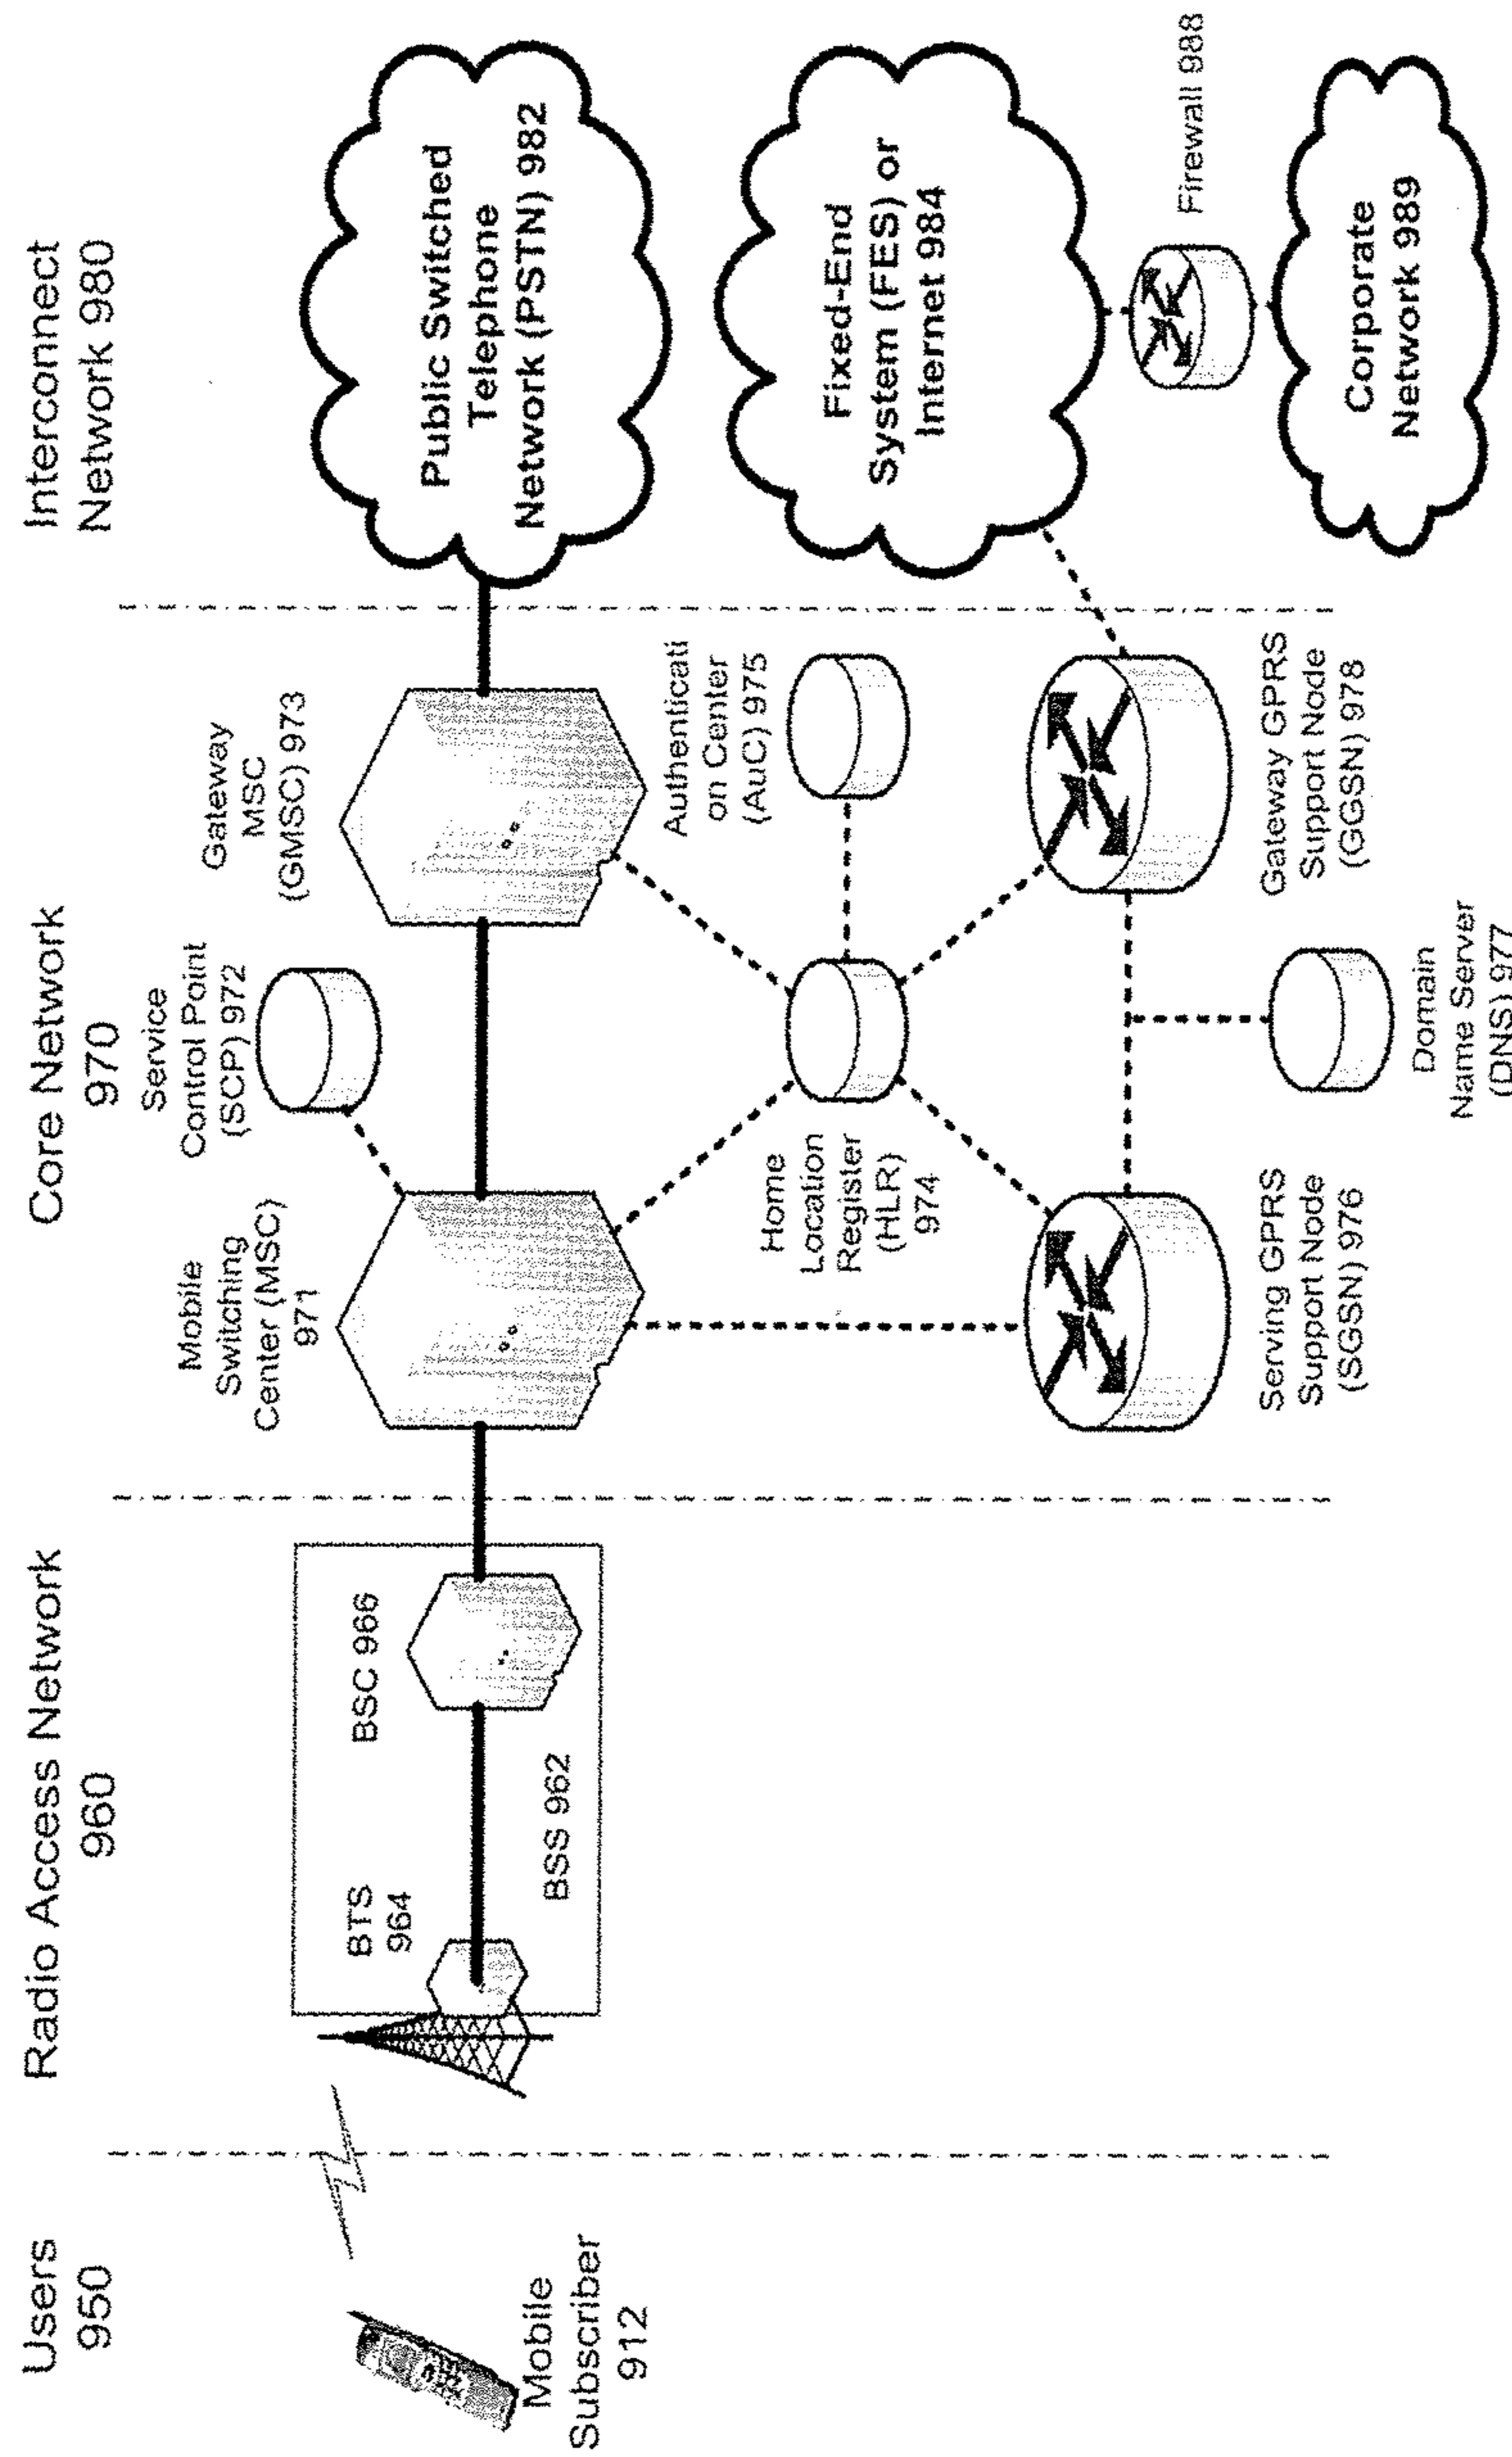 Users
950
Radio Access Network
960
Core Network
970
Interconnect
Network 980
Mobile
Subscriber
912
BTS
964
BSC 966
BSS 962
Mobile
Switching
Center (MSC)
971
Service
Control Point
(SCP) 972
Gateway
MSC
(GMSC) 973
Home
Location
Register
(HLR)
974
Authenticati
on Center
(AuC) 975
Serving GPRS
Support Node
(SGSN) 976
Domain
Name Server
(DNS) 977
Gateway GPRS
Support Node
(GGSN) 978
Public Switched
Telephone
Network (PSTN) 982
Fixed-End
System (FES) or
Internet 984
Firewall 988
Corporate
Network 989